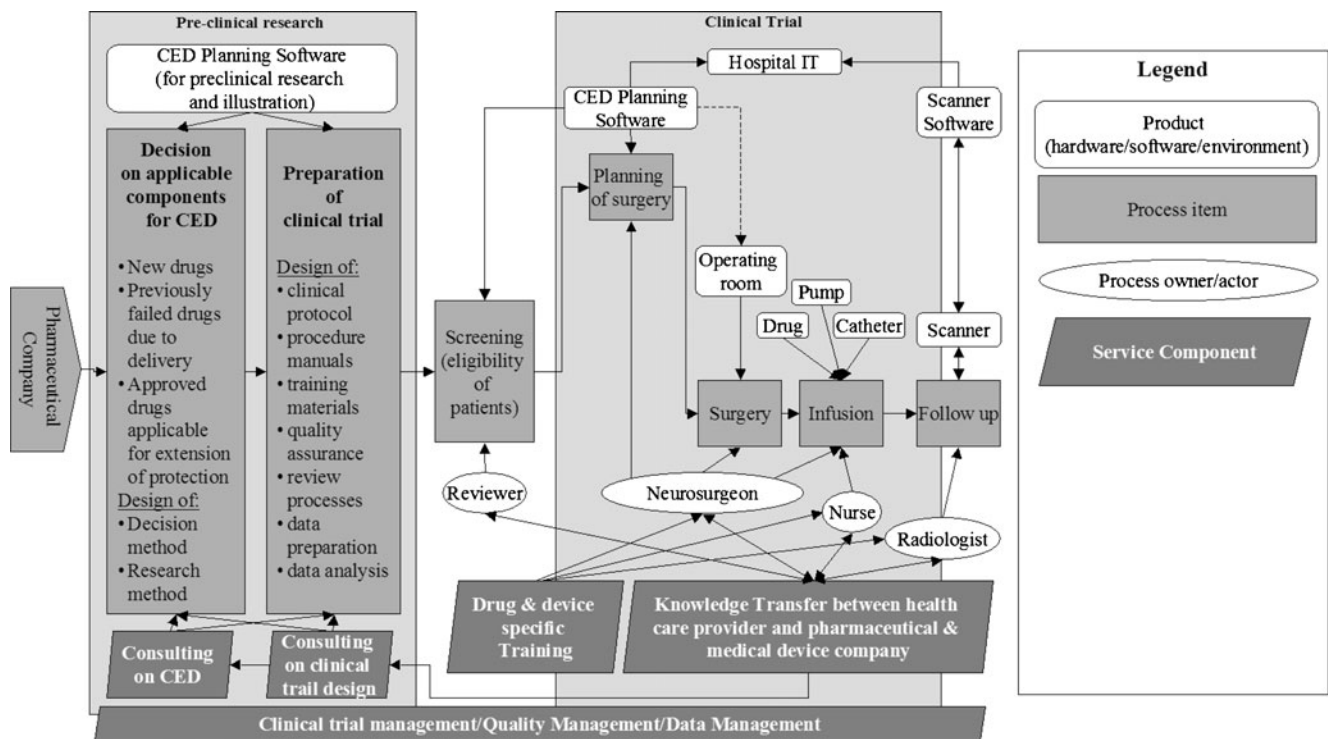 Pre-clinical research
CED Planning Software
(for preclinical research
and illustration)
Decision
on applicable
components
for CED
• New drugs
• Previously
failed drugs
due to
delivery
• Approved
drugs
applicable
for extension
of protection
Design of:
• Decision
method
• Research
method
Preparation
of
clinical trial
Design of:
• clinical
protocol
• procedure
manuals
• training
materials
• quality
assurance
• review
processes
• data
preparation
• data analysis
Pharmaceutical
Company
Consulting
on CED
Consulting
on clinical
trail design
Clinical Trial
Hospital IT
CED Planning
Software
Scanner
Software
Planning
of surgery
Operating
room
Pump
Drug
Catheter
Scanner
Screening
(eligibility
of
patients)
Surgery
Infusion
Follow up
Reviewer
Neurosurgeon
Nurse
Radiologist
Drug & device
specific
Training
Knowledge Transfer between health
care provider and pharmaceutical &
medical device company
Clinical trial management/Quality Management/Data Management
Legend
Product
(hardware/software/environment)
Process item
Process owner/actor
Service Component